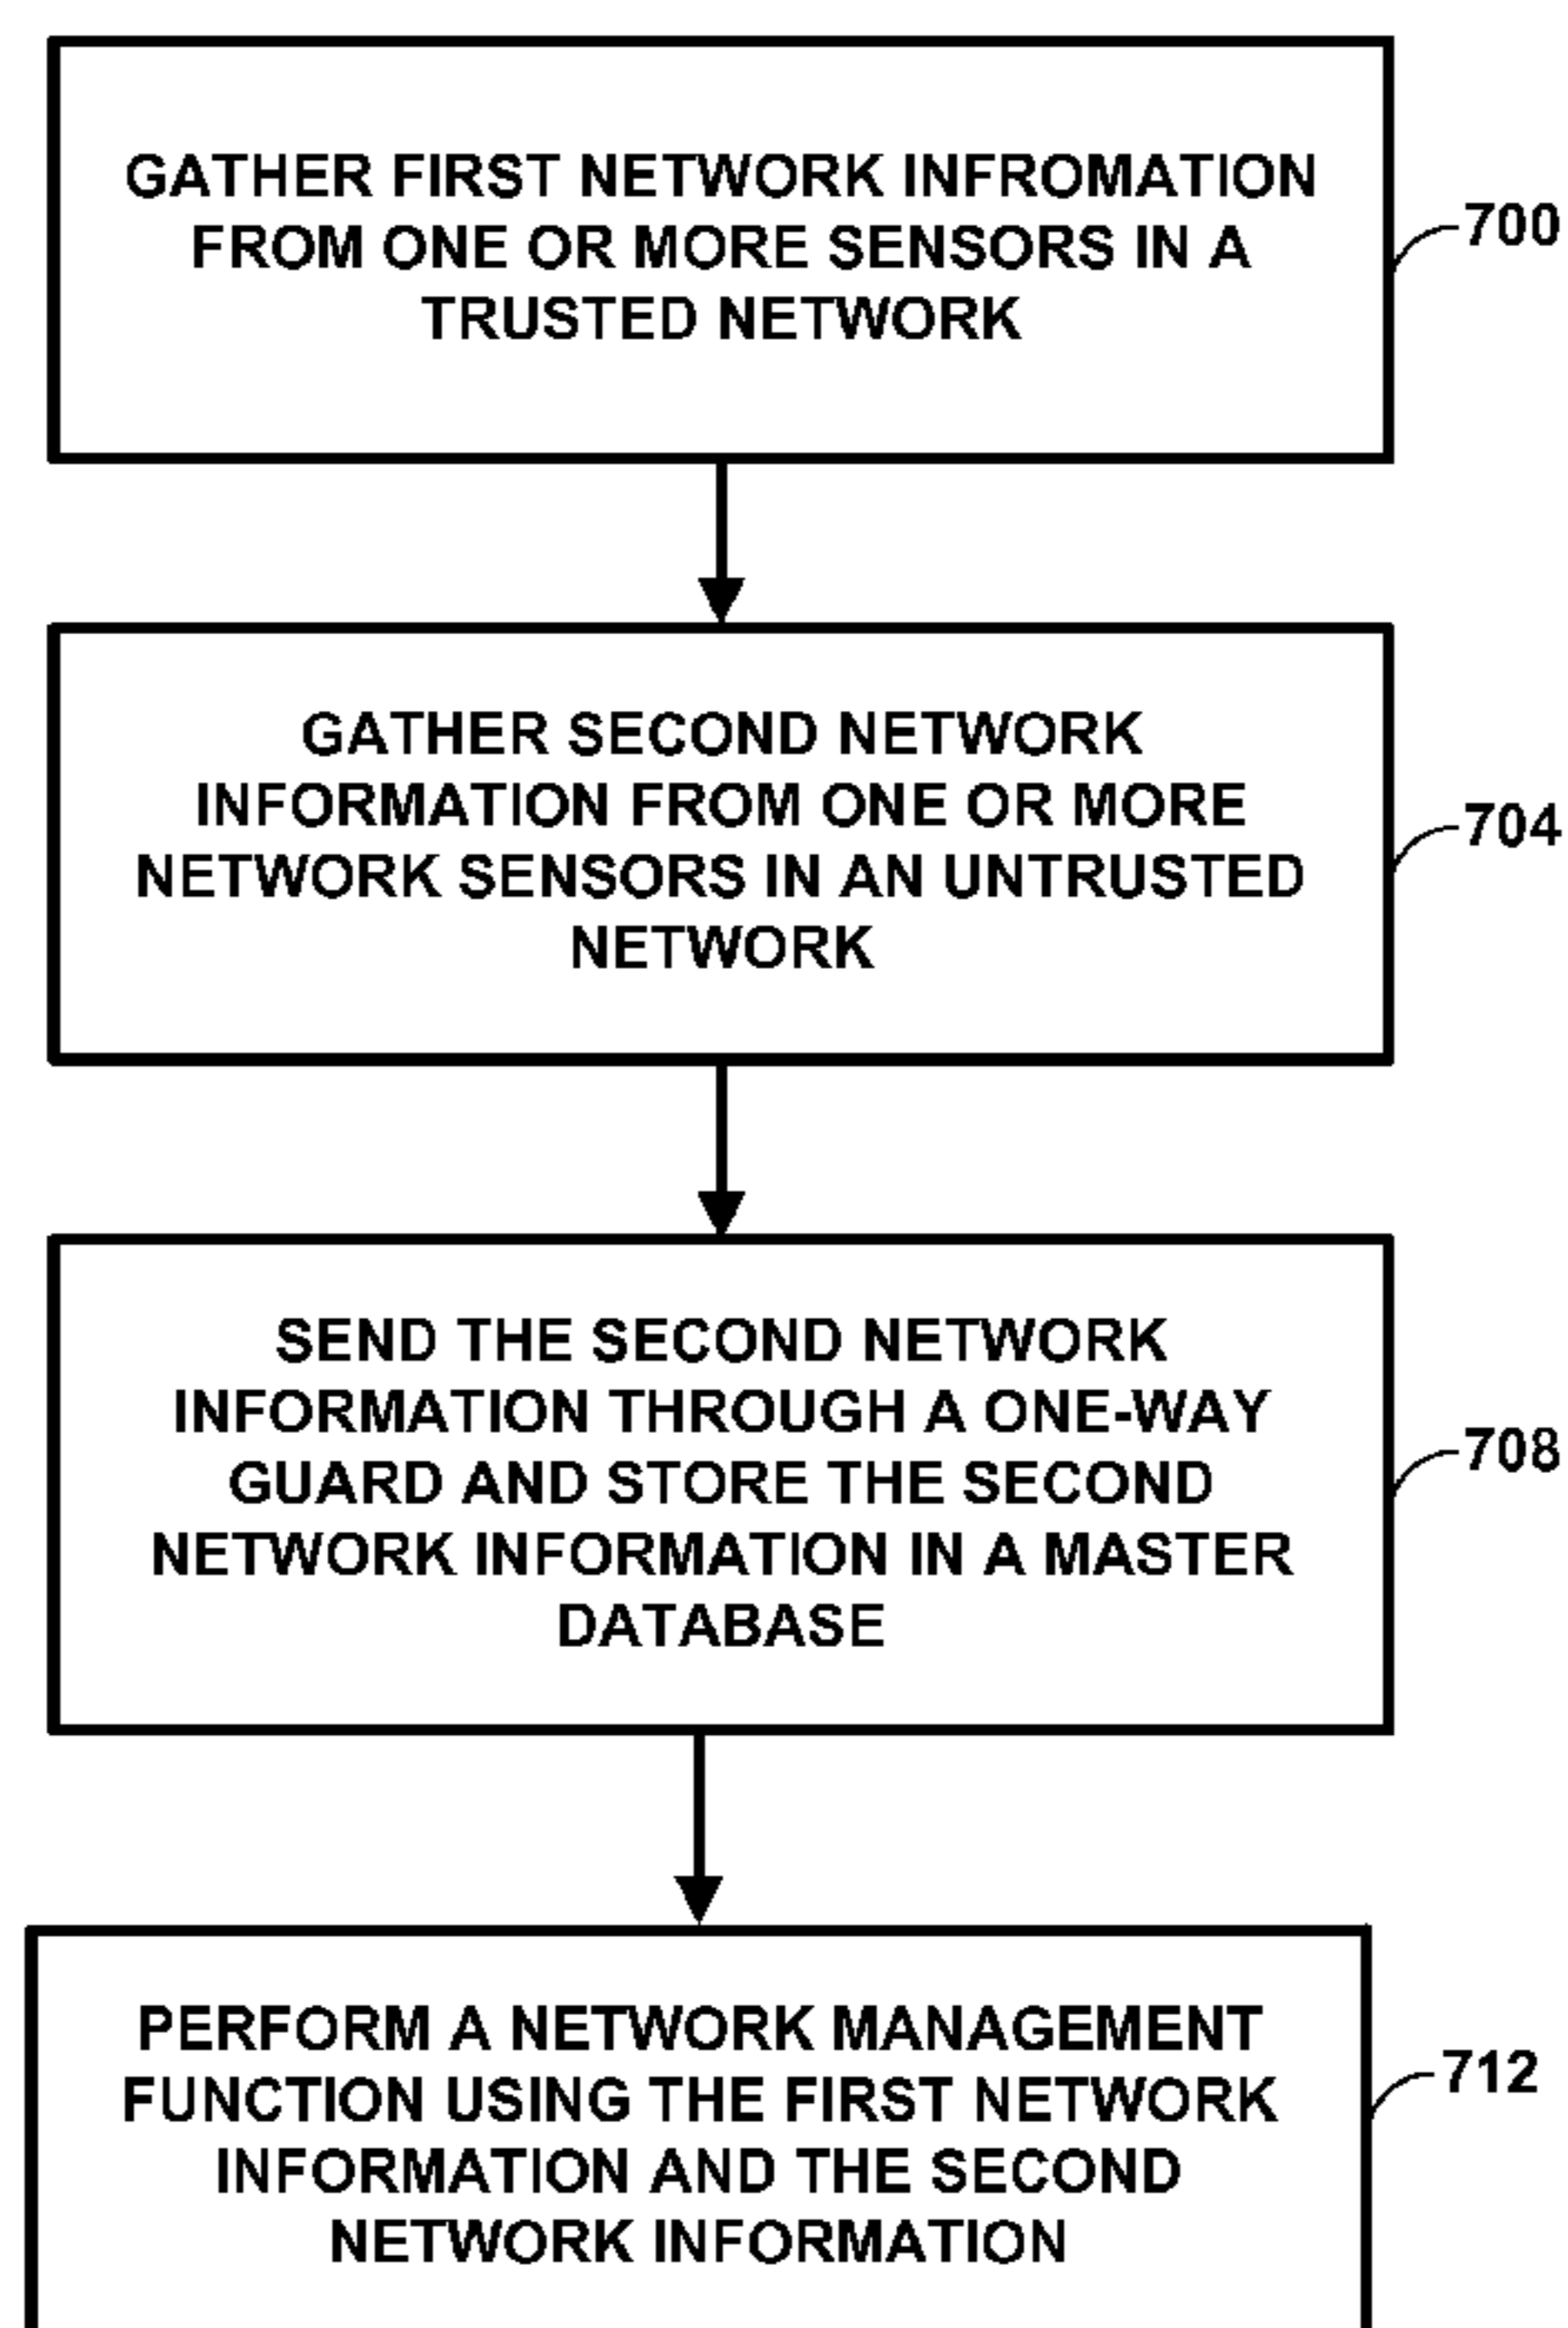 GATHER FIRST NETWORK INFROMATION
FROM ONE OR MORE SENSORS IN A
TRUSTED NETWORK
700
GATHER SECOND NETWORK
INFORMATION FROM ONE OR MORE
NETWORK SENSORS IN AN UNTRUSTED
NETWORK
704
SEND THE SECOND NETWORK
INFORMATION THROUGH A ONE-WAY
GUARD AND STORE THE SECOND
NETWORK INFORMATION IN A MASTER
DATABASE
708
PERFORM A NETWORK MANAGEMENT
FUNCTION USING THE FIRST NETWORK
INFORMATION AND THE SECOND
NETWORK INFORMATION
712